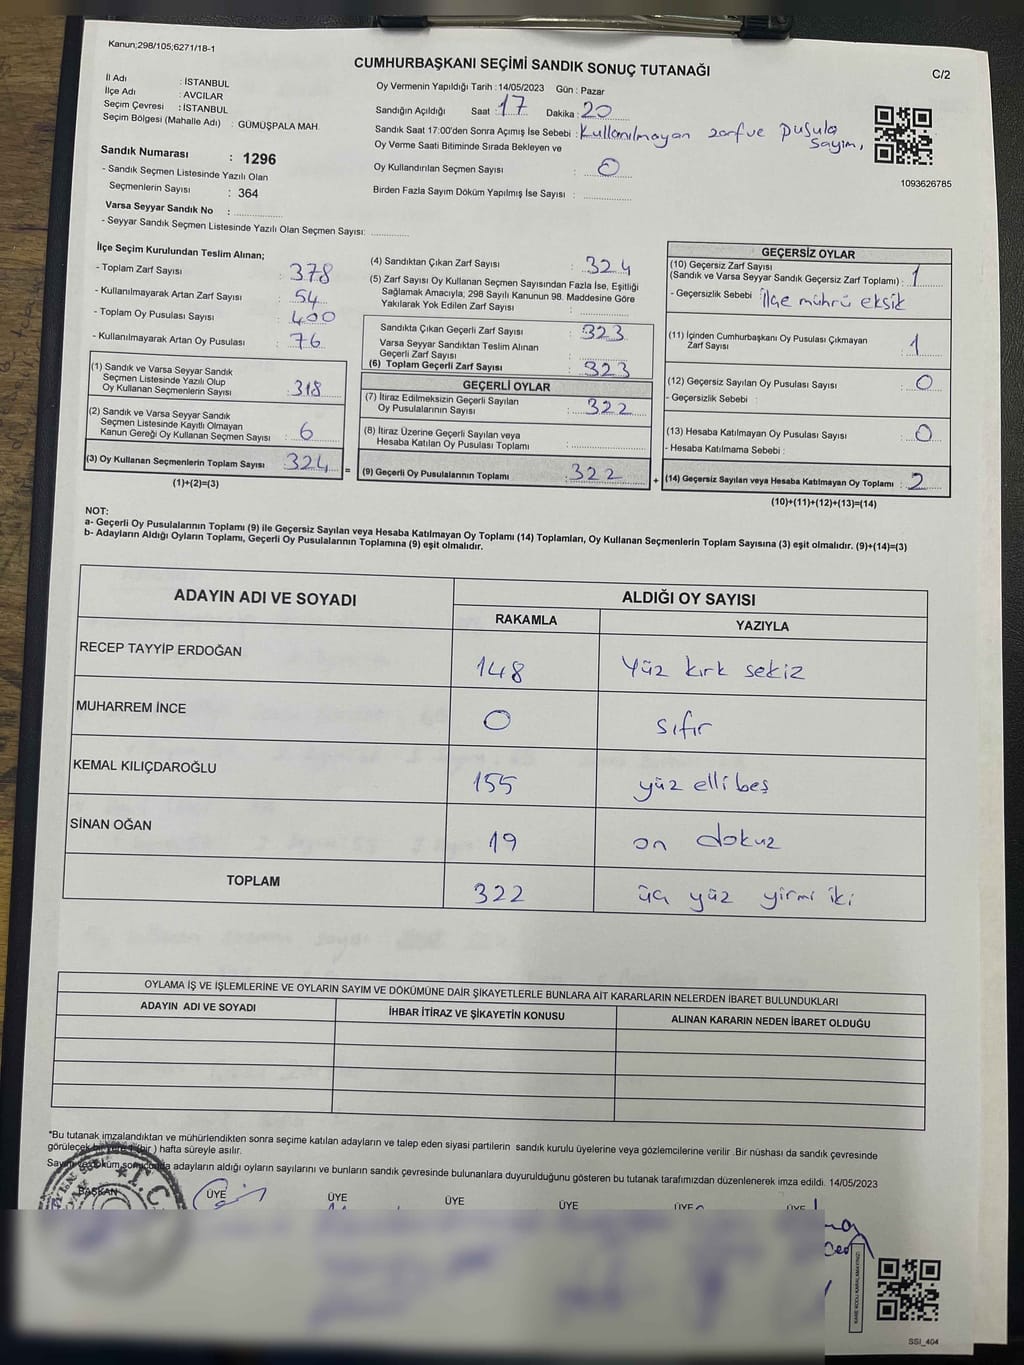 Kanun;298/105;6271/18-1
CUMHURBAŞKANI SEÇİMİ SANDIK SONUÇ TUTANAĞI
C/2
İl Adı : İSTANBUL
İlçe Adı : AVCILAR
Seçim Çevresi : İSTANBUL
Seçim Bölgesi (Mahalle Adı) : GÜMÜŞPALA MAH.
Sandık Numarası : 1296
- Sandık Seçmen Listesinde Yazılı Olan
Seçmenlerin Sayısı : 364
Varsa Seyyar Sandık No :
- Seyyar Sandık Seçmen Listesinde Yazılı Olan Seçmen Sayısı:
Oy Vermenin Yapıldığı Tarih : 14/05/2023 Gün : Pazar
Sandığın Açıldığı Saat : 17 Dakika : 20
Sandık Saat 17:00'den Sonra Açımış İse Sebebi : Kullanılmayan zarf ve pusula
sayım,
Oy Verme Saati Bitiminde Sırada Bekleyen ve
Oy Kullandırılan Seçmen Sayısı : 0
Birden Fazla Sayım Döküm Yapılmış İse Sayısı :
1093626785
İlçe Seçim Kurulundan Teslim Alınan;
- Toplam Zarf Sayısı : 378
- Kullanılmayarak Artan Zarf Sayısı : 54
- Toplam Oy Pusulası Sayısı : 400
- Kullanılmayarak Artan Oy Pusulası : 76
(1) Sandık ve Varsa Seyyar Sandık
Seçmen Listesinde Yazılı Olup
Oy Kullanan Seçmenlerin Sayısı : 318
(2) Sandık ve Varsa Seyyar Sandık
Seçmen Listesinde Kayıtlı Olmayan
Kanun Gereği Oy Kullanan Seçmen Sayısı : 6
(3) Oy Kullanan Seçmenlerin Toplam Sayısı : 324 =
(1)+(2)=(3)
(4) Sandıktan Çıkan Zarf Sayısı : 324
(5) Zarf Sayısı Oy Kullanan Seçmen Sayısından Fazla İse, Eşitliği
Sağlamak Amacıyla, 298 Sayılı Kanunun 98. Maddesine Göre
Yakılarak Yok Edilen Zarf Sayısı :
Sandıkta Çıkan Geçerli Zarf Sayısı : 323
Varsa Seyyar Sandıktan Teslim Alınan
Geçerli Zarf Sayısı :
(6) Toplam Geçerli Zarf Sayısı : 323
GEÇERLİ OYLAR
(7) İtiraz Edilmeksizin Geçerli Sayılan
Oy Pusulalarının Sayısı : 322
(8) İtiraz Üzerine Geçerli Sayılan veya
Hesaba Katılan Oy Pusulası Toplamı :
(9) Geçerli Oy Pusulalarının Toplamı : 322 +
GEÇERSİZ OYLAR
(10) Geçersiz Zarf Sayısı
(Sandık ve Varsa Seyyar Sandık Geçersiz Zarf Toplamı) : 1
- Geçersizlik Sebebi : ilçe mührü eksik
(11) İçinden Cumhurbaşkanı Oy Pusulası Çıkmayan
Zarf Sayısı : 1
(12) Geçersiz Sayılan Oy Pusulası Sayısı : 0
- Geçersizlik Sebebi :
(13) Hesaba Katılmayan Oy Pusulası Sayısı : 0
- Hesaba Katılmama Sebebi :
(14) Geçersiz Sayılan veya Hesaba Katılmayan Oy Toplamı : 2
(10)+(11)+(12)+(13)=(14)
NOT:
a- Geçerli Oy Pusulalarının Toplamı (9) ile Geçersiz Sayılan veya Hesaba Katılmayan Oy Toplamı (14) Toplamları, Oy Kullanan Seçmenlerin Toplam Sayısına (3) eşit olmalıdır. (9)+(14)=(3)
b- Adayların Aldığı Oyların Toplamı, Geçerli Oy Pusulalarının Toplamına (9) eşit olmalıdır.
ADAYIN ADI VE SOYADI
ALDIĞI OY SAYISI
RAKAMLA YAZIYLA
RECEP TAYYİP ERDOĞAN 148 Yüz kırk sekiz
MUHARREM İNCE 0 sıfır
KEMAL KILIÇDAROĞLU 155 yüz elli beş
SİNAN OĞAN 19 on dokuz
TOPLAM 322 üç yüz yirmi iki
OYLAMA İŞ VE İŞLEMLERİNE VE OYLARIN SAYIM VE DÖKÜMÜNE DAİR ŞİKAYETLERLE BUNLARA AİT KARARLARIN NELERDEN İBARET BULUNDUKLARI
ADAYIN ADI VE SOYADI İHBAR İTİRAZ VE ŞİKAYETİN KONUSU ALINAN KARARIN NEDEN İBARET OLDUĞU
*Bu tutanak imzalandıktan ve mühürlendikten sonra seçime katılan adayların ve talep eden siyasi partilerin sandık kurulu üyelerine veya gözlemcilerine verilir .Bir nüshası da sandık çevresinde
görülecek bir yere 1 (bir ) hafta süreyle asılır.
Sayım ve döküm sonucunda adayların aldığı oyların sayılarını ve bunların sandık çevresinde bulunanlara duyurulduğunu gösteren bu tutanak tarafımızdan düzenlenerek imza edildi. 14/05/2023
BAŞKAN ÜYE ÜYE ÜYE ÜYE ÜYE ÜYE
T.C.
KARE KODU KARALAMAYINIZ!
SSI_404